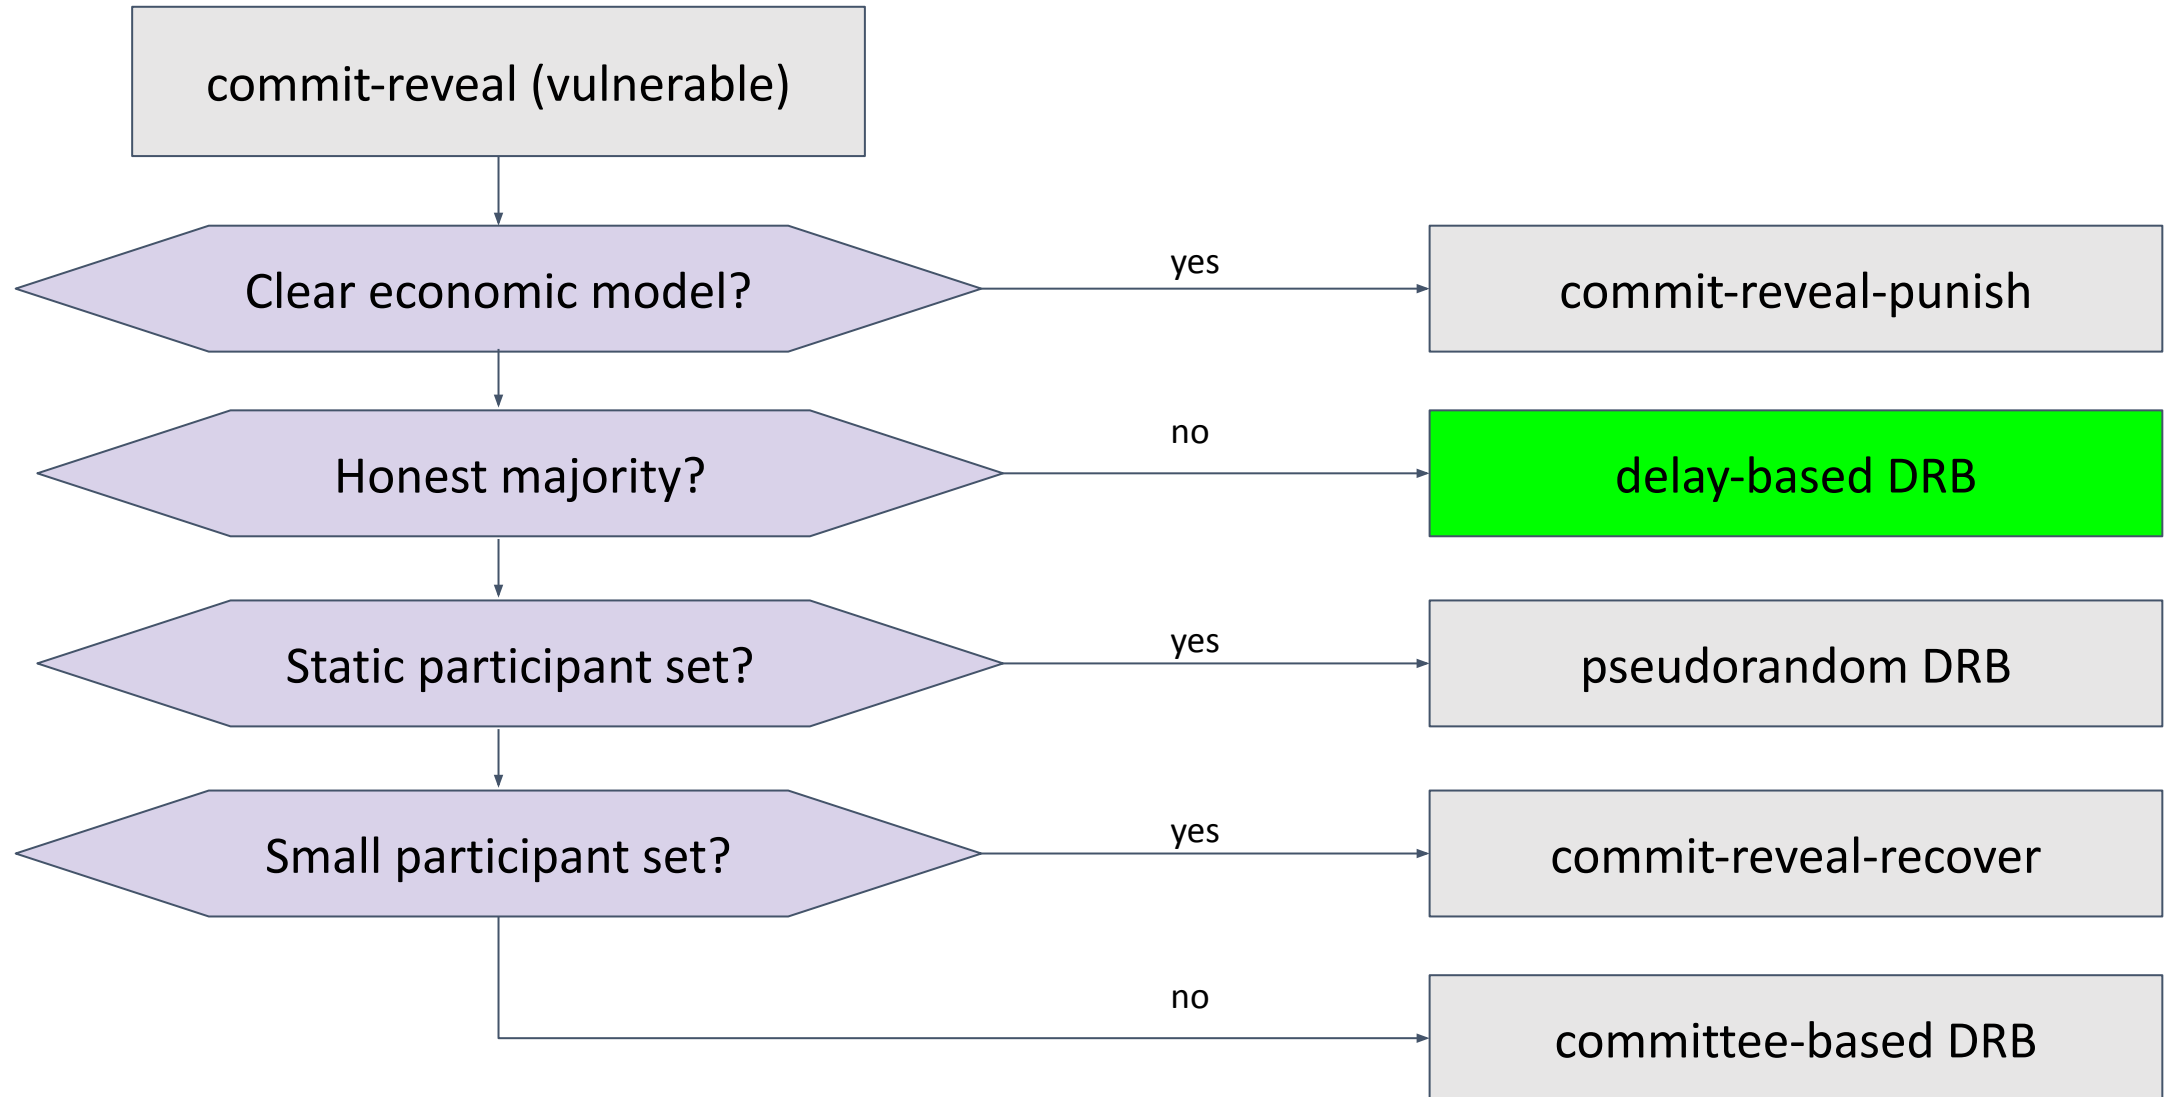 commit-reveal (vulnerable)
Clear economic model?
yes
commit-reveal-punish
Honest majority?
no
delay-based DRB
Static participant set?
yes
pseudorandom DRB
Small participant set?
yes
commit-reveal-recover
no
committee-based DRB